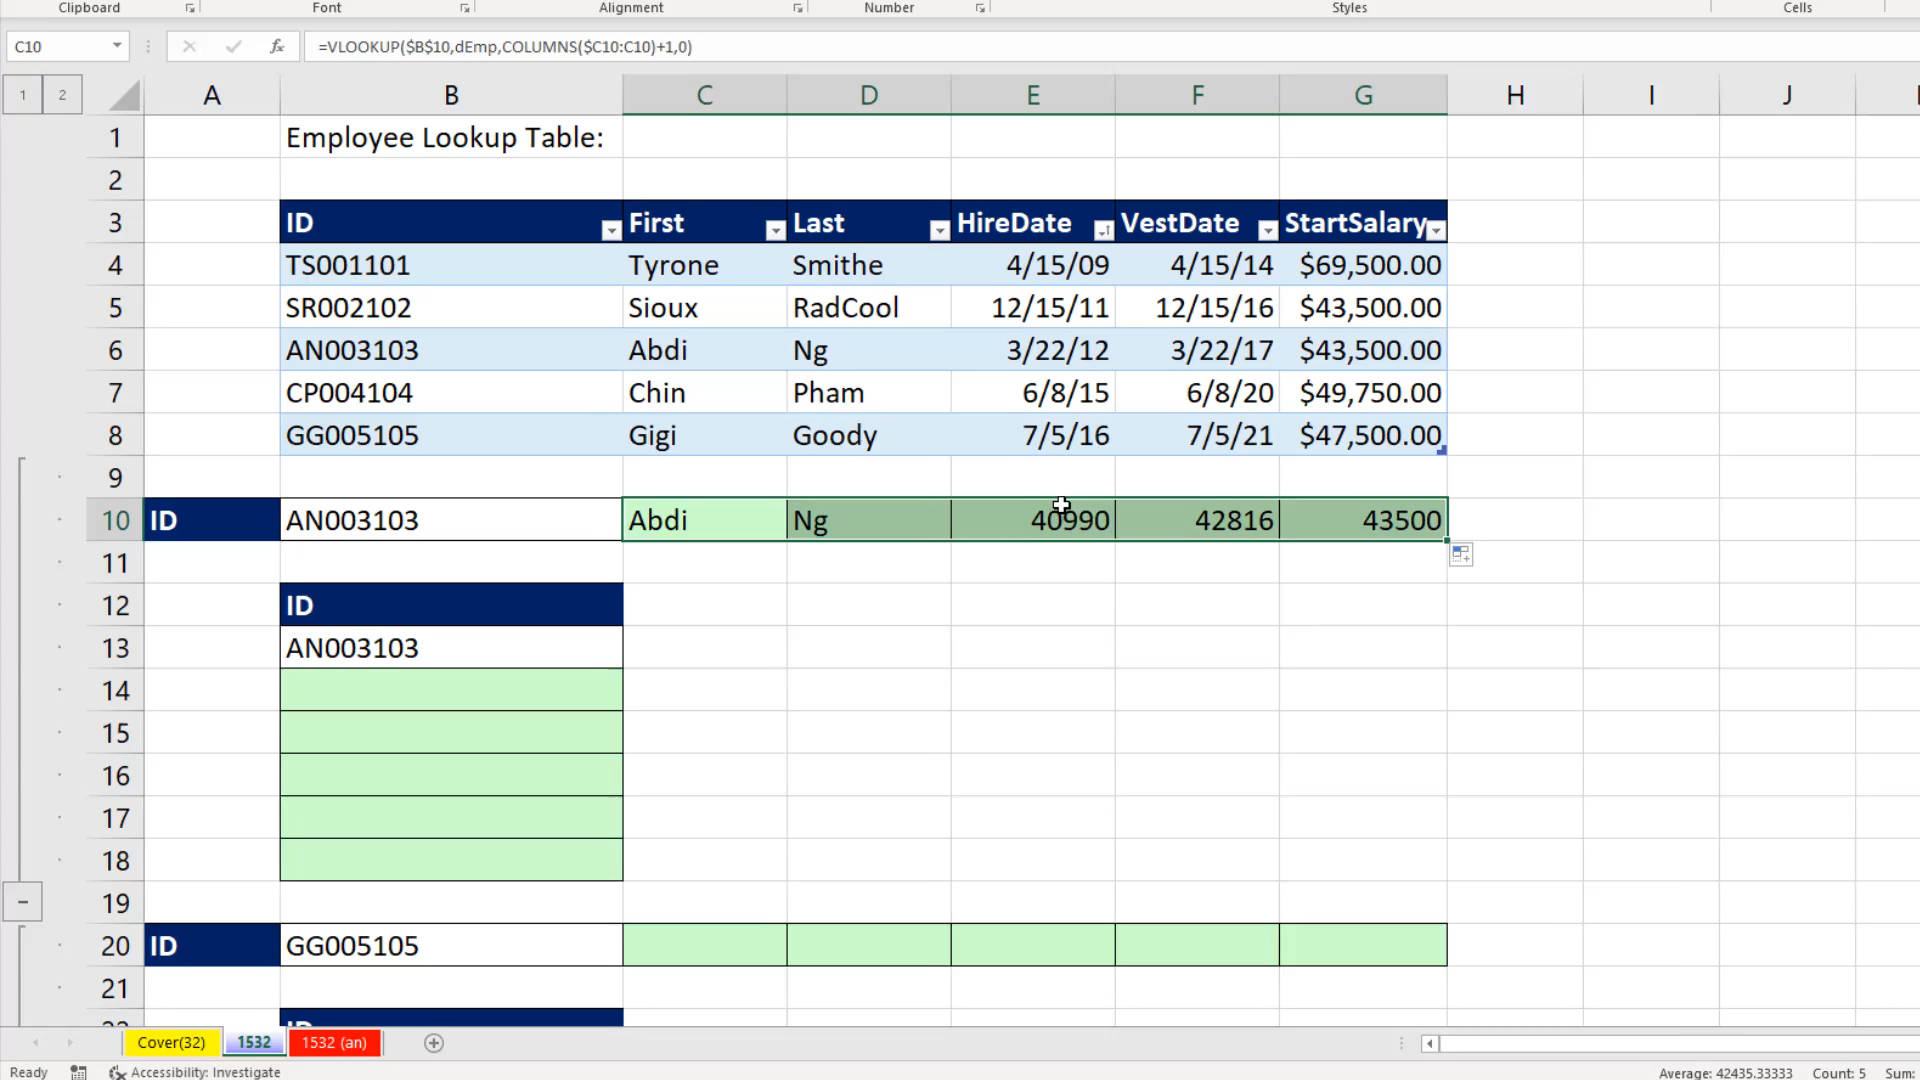 Clipboard Font Alignment Number Styles Cells
C10 fx =VLOOKUP($B$10,dEmp,COLUMNS($C10:C10)+1,0)
1 2 A B C D E F G H I J
1 Employee Lookup Table:
2
3 ID First Last HireDate VestDate StartSalary
4 TS001101 Tyrone Smithe 4/15/09 4/15/14 $69,500.00
5 SR002102 Sioux RadCool 12/15/11 12/15/16 $43,500.00
6 AN003103 Abdi Ng 3/22/12 3/22/17 $43,500.00
7 CP004104 Chin Pham 6/8/15 6/8/20 $49,750.00
8 GG005105 Gigi Goody 7/5/16 7/5/21 $47,500.00
9
10 ID AN003103 Abdi Ng 40990 42816 43500
11
12 ID
13 AN003103
14
15
16
17
18
19
20 ID GG005105
21
Cover(32) 1532 1532 (an)
Ready Accessibility: Investigate Average: 42435.33333 Count: 5 Sum: